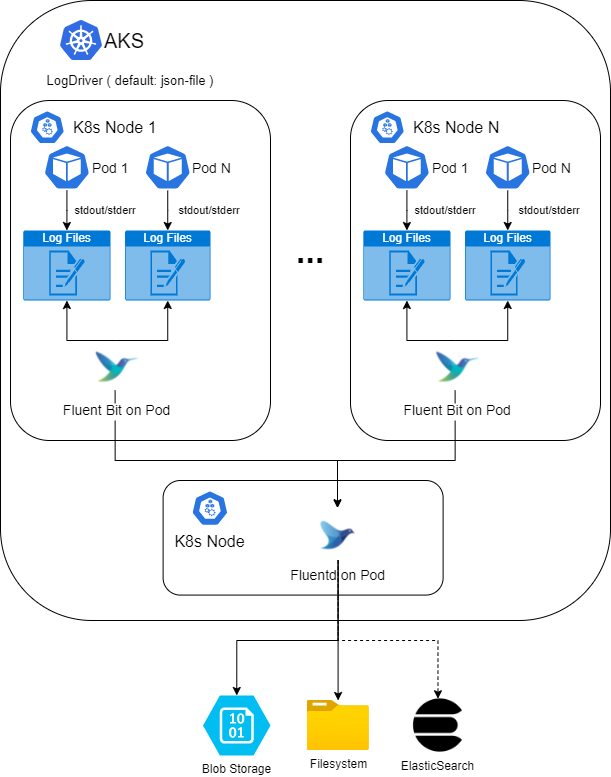 AKS
LogDriver ( default: json-file )
K8s Node 1
Pod 1
Pod N
stdout/stderr
stdout/stderr
Log Files
Log Files
Fluent Bit on Pod
...
K8s Node N
Pod 1
Pod N
stdout/stderr
stdout/stderr
Log Files
Log Files
Fluent Bit on Pod
K8s Node
Fluentd on Pod
10
01
Blob Storage
Filesystem
ElasticSearch